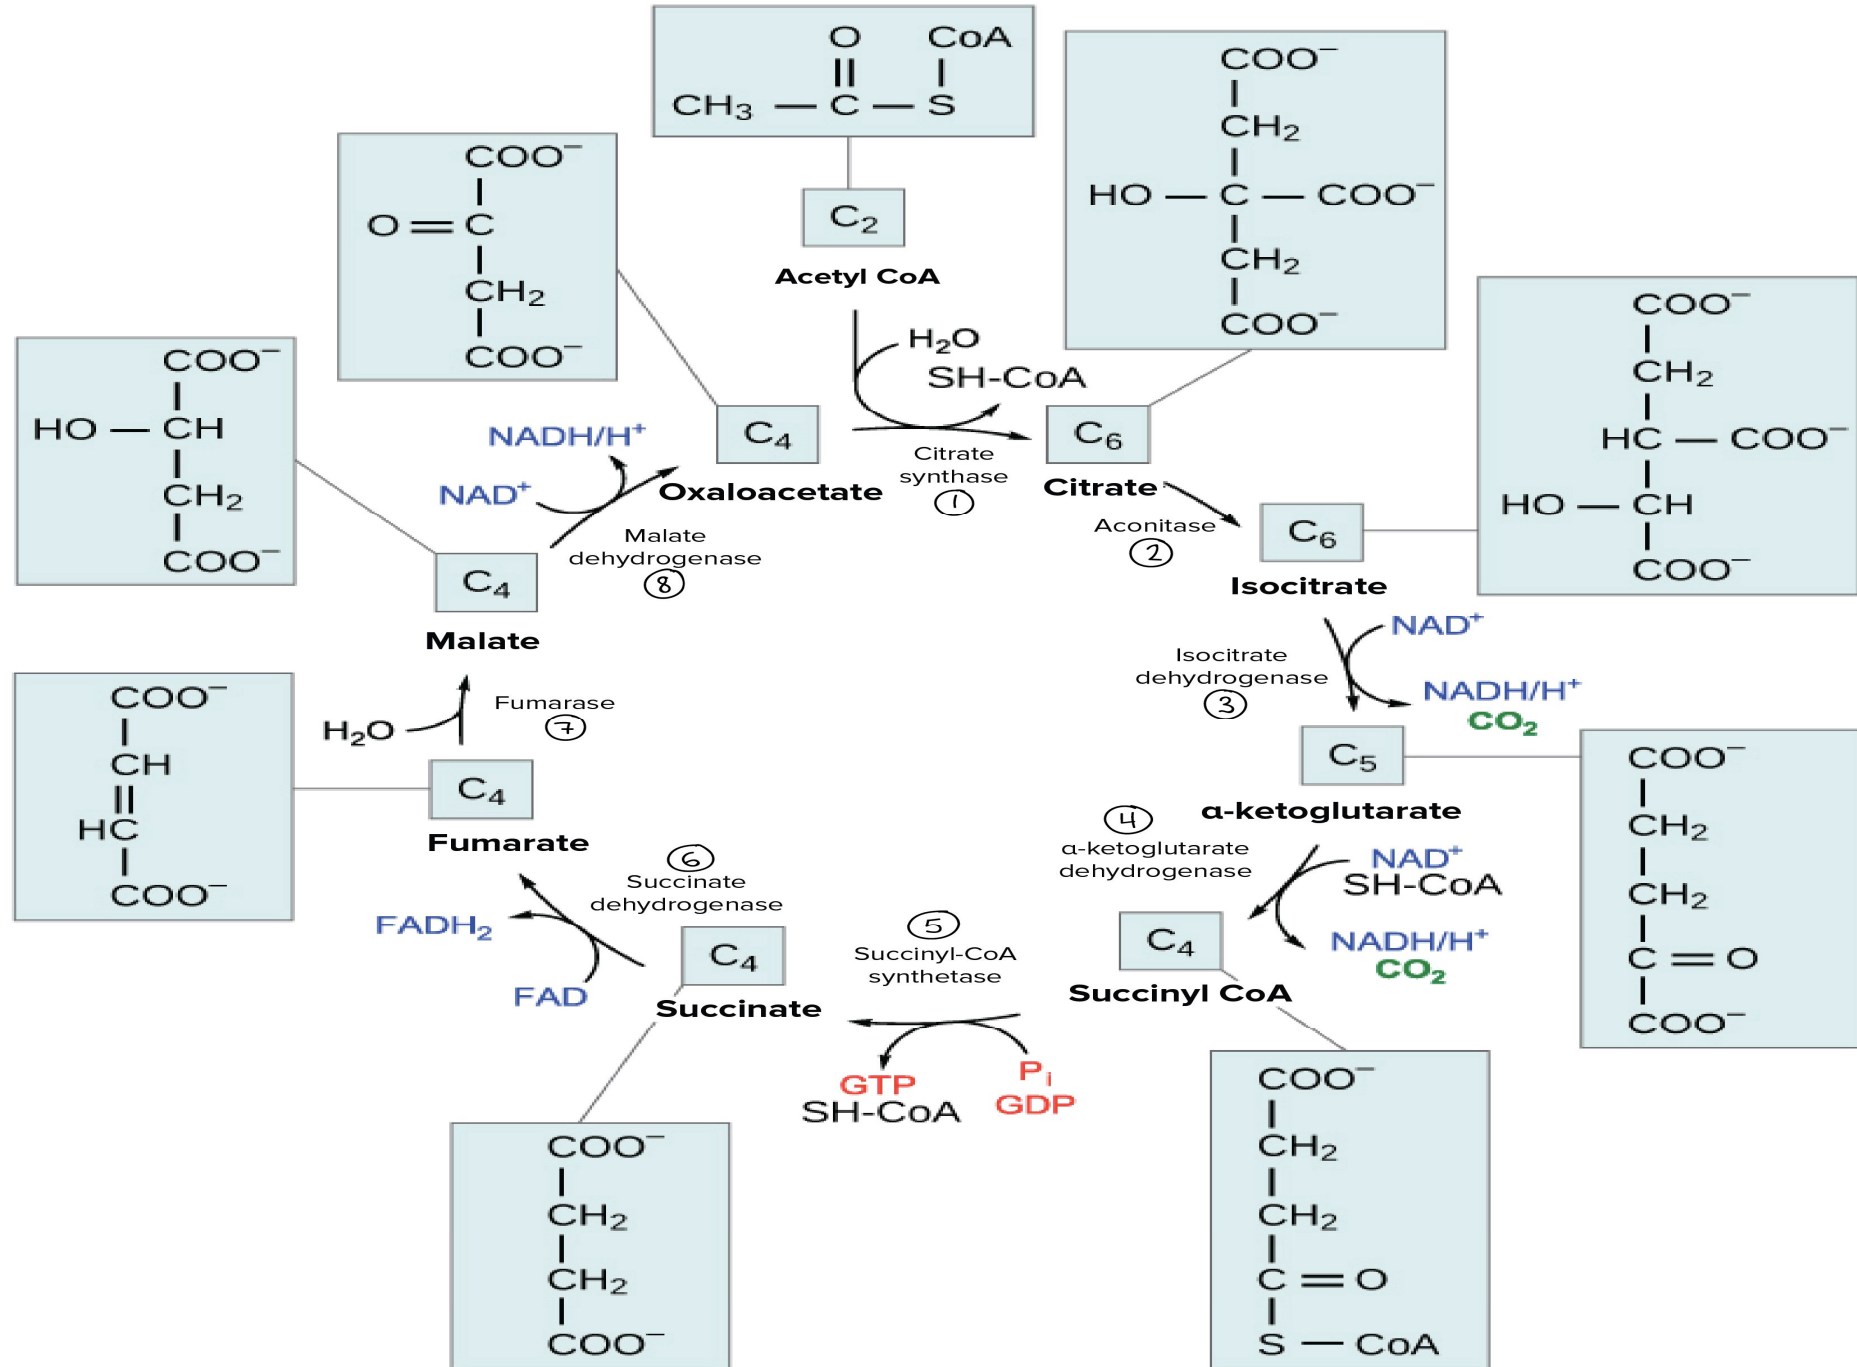 O CoA
CH₃ — C — S
C₂
Acetyl CoA
H₂O
SH-CoA
Citrate
synthase
1
COO⁻
CH₂
HO — C — COO⁻
CH₂
COO⁻
C₆
Citrate
Aconitase
2
COO⁻
CH₂
HC — COO⁻
HO — CH
COO⁻
C₆
Isocitrate
Isocitrate
dehydrogenase
3
NAD⁺
NADH/H⁺
CO₂
COO⁻
CH₂
CH₂
C = O
COO⁻
C₅
α-ketoglutarate
4
α-ketoglutarate
dehydrogenase
NAD⁺
SH-CoA
NADH/H⁺
CO₂
C₄
Succinyl CoA
COO⁻
CH₂
CH₂
C = O
S — CoA
5
Succinyl-CoA
synthetase
Pᵢ
GDP
GTP
SH-CoA
C₄
Succinate
COO⁻
CH₂
CH₂
COO⁻
6
Succinate
dehydrogenase
FAD
FADH₂
C₄
Fumarate
COO⁻
CH
HC
COO⁻
H₂O
Fumarase
7
C₄
Malate
COO⁻
HO — CH
CH₂
COO⁻
Malate
dehydrogenase
8
NAD⁺
NADH/H⁺
C₄
Oxaloacetate
COO⁻
O = C
CH₂
COO⁻